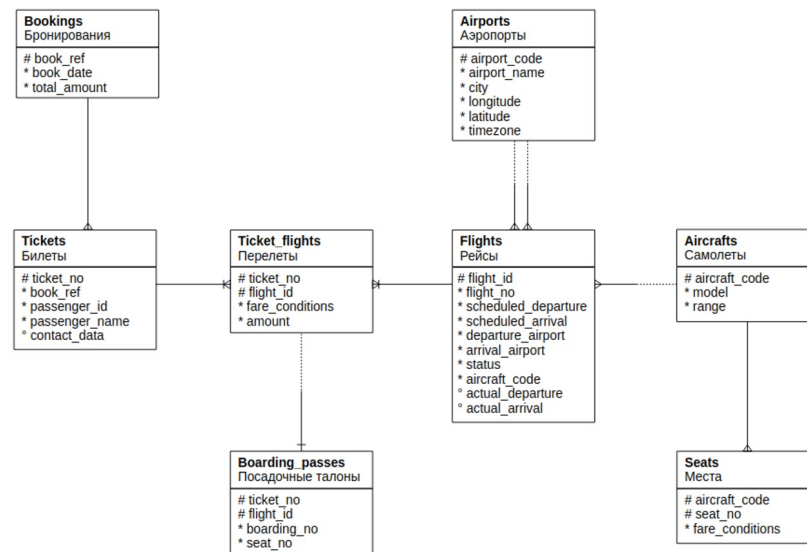 Bookings
Бронирования
# book_ref
* book_date
* total_amount
Airports
Аэропорты
# airport_code
* airport_name
* city
* longitude
* latitude
* timezone
Tickets
Билеты
# ticket_no
* book_ref
* passenger_id
* passenger_name
° contact_data
Ticket_flights
Перелеты
# ticket_no
# flight_id
* fare_conditions
* amount
Flights
Рейсы
# flight_id
* flight_no
* scheduled_departure
* scheduled_arrival
* departure_airport
* arrival_airport
* status
* aircraft_code
° actual_departure
° actual_arrival
Aircrafts
Самолеты
# aircraft_code
* model
* range
Boarding_passes
Посадочные талоны
# ticket_no
# flight_id
* boarding_no
* seat_no
Seats
Места
# aircraft_code
# seat_no
* fare_conditions